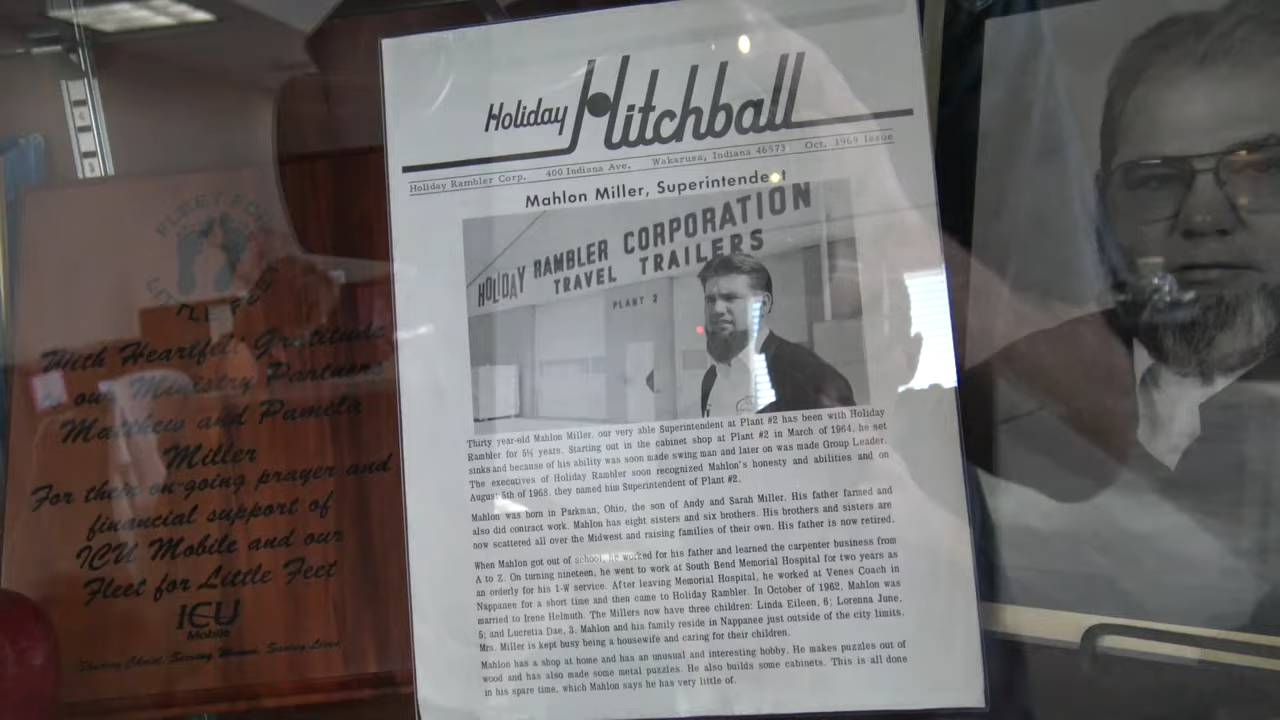 Holiday Hitchball
Holiday Rambler Corp. 400 Indiana Ave. Wakarusa, Indiana 46573 Oct. 1969 Issue
Mahlon Miller, Superintendent
HOLIDAY RAMBLER CORPORATION
TRAVEL TRAILERS
PLANT 2
Thirty year-old Mahlon Miller, our very able Superintendent at Plant #2 has been with Holiday
Rambler for 5½ years. Starting out in the cabinet shop at Plant #2 in March of 1964, he set
sinks and because of his ability was soon made swing man and later on was made Group Leader.
The executives of Holiday Rambler soon recognized Mahlon's honesty and abilities and on
August 5th of 1968, they named him Superintendent of Plant #2.
Mahlon was born in Parkman, Ohio, the son of Andy and Sarah Miller. His father farmed and
also did contract work. Mahlon has eight sisters and six brothers. His brothers and sisters are
now scattered all over the Midwest and raising families of their own. His father is now retired.
When Mahlon got out of school, he worked for his father and learned the carpenter business from
A to Z. On turning nineteen, he went to work at South Bend Memorial Hospital for two years as
an orderly for his 1-W service. After leaving Memorial Hospital, he worked at Venes Coach in
Nappanee for a short time and then came to Holiday Rambler. In October of 1962, Mahlon was
married to Irene Helmuth. The Millers now have three children: Linda Eileen, 6; Lorenna June,
5; and Lucretia Dae, 3. Mahlon and his family reside in Nappanee just outside of the city limits.
Mrs. Miller is kept busy being a housewife and caring for their children.
Mahlon has a shop at home and has an unusual and interesting hobby. He makes puzzles out of
wood and has also made some metal puzzles. He also builds some cabinets. This is all done
in his spare time, which Mahlon says he has very little of.
FLEET FOR
LITTLE FEET
With Heartfelt Gratitude
our Ministry Partners
Matthew and Pamela
Miller
For their on-going prayer and
financial support of
ICU Mobile and our
Fleet for Little Feet
ICU
Mobile
Sharing Christ, Serving Women, Saving Lives